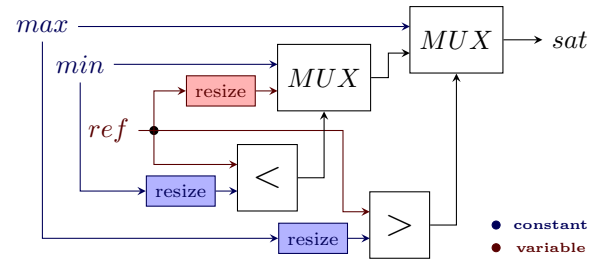 max
MUX
sat
min
MUX
resize
ref
<
resize
>
resize
constant
variable